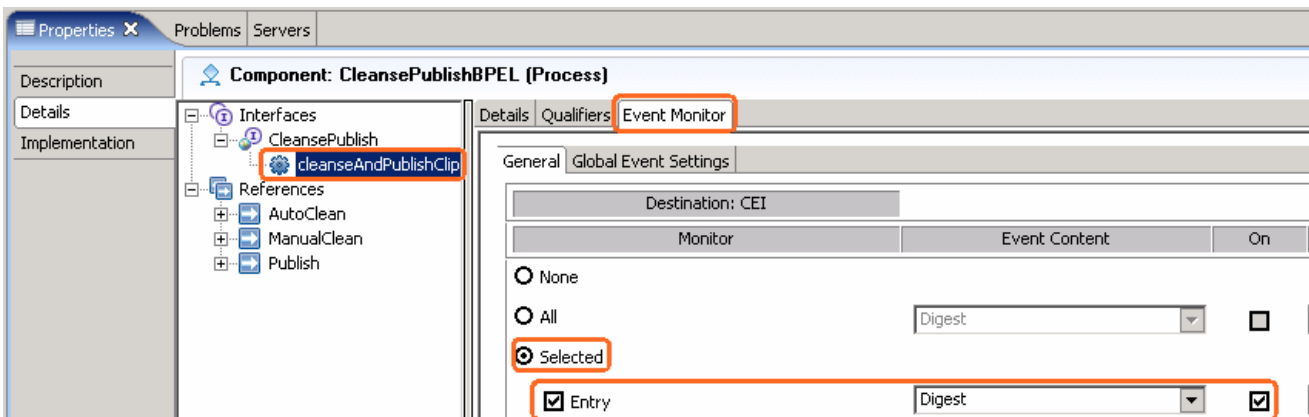 Properties Problems Servers
Description
Component: CleansePublishBPEL (Process)
Details
Interfaces
Details Qualifiers Event Monitor
Implementation
CleansePublish
cleanseAndPublishClip
General Global Event Settings
References
AutoClean
Destination: CEI
ManualClean
Monitor Event Content On
Publish
None
All Digest
Selected
Entry Digest